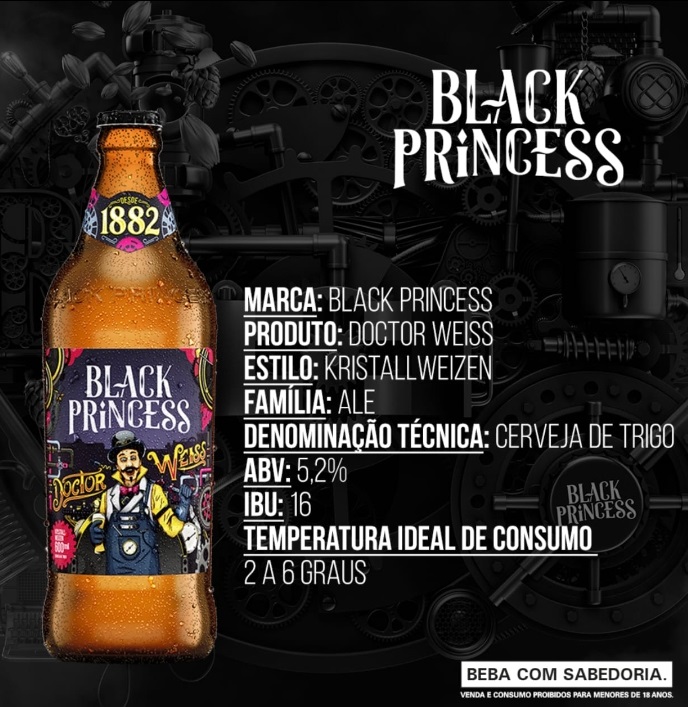 BLACK
PRINCESS
DESDE
1882
BLACK
PRINCESS
DOCTOR WEISS
600ml
MARCA: BLACK PRINCESS
PRODUTO: DOCTOR WEISS
ESTILO: KRISTALLWEIZEN
FAMÍLIA: ALE
DENOMINAÇÃO TÉCNICA: CERVEJA DE TRIGO
ABV: 5,2%
IBU: 16
TEMPERATURA IDEAL DE CONSUMO
2 A 6 GRAUS
BLACK
PRINCESS
BEBA COM SABEDORIA.
VENDA E CONSUMO PROIBIDOS PARA MENORES DE 18 ANOS.